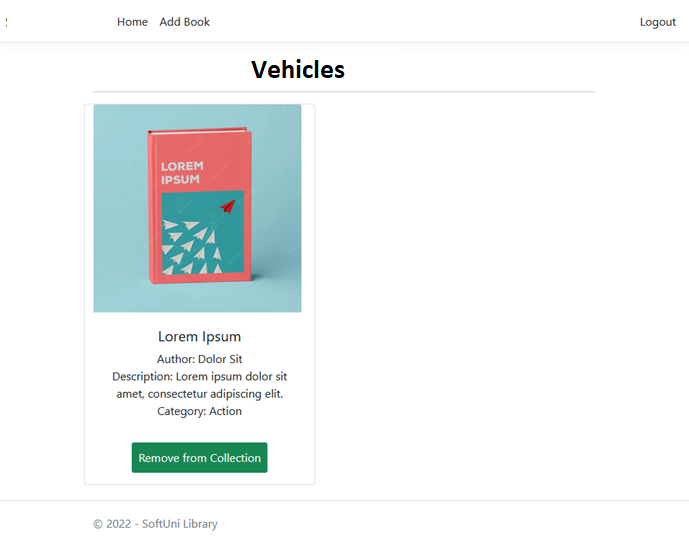 Home Add Book Logout
Vehicles
LOREM
IPSUM
Lorem Ipsum
Author: Dolor Sit
Description: Lorem ipsum dolor sit
amet, consectetur adipiscing elit.
Category: Action
Remove from Collection
© 2022 - SoftUni Library